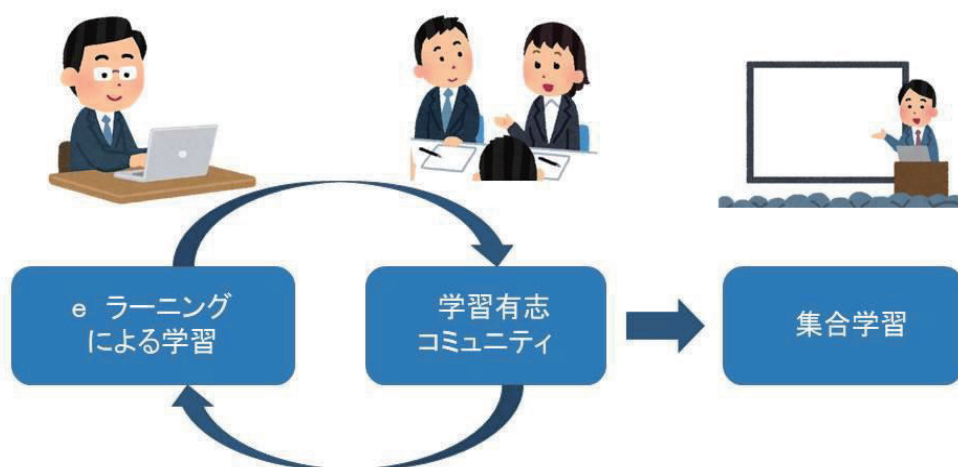 e ラーニング
による学習
学習有志
コミュニティ
集合学習